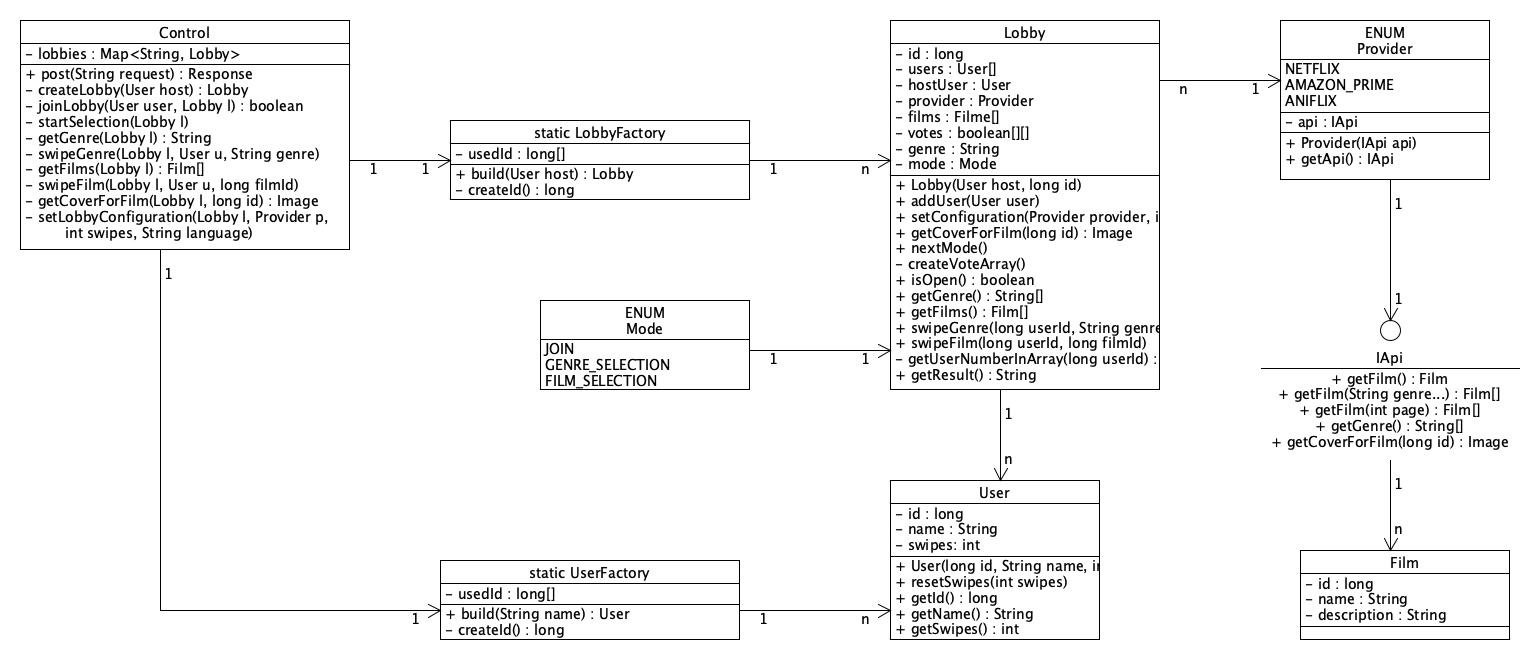 Control
– lobbies : Map<String, Lobby>
+ post(String request) : Response
– createLobby(User host) : Lobby
– joinLobby(User user, Lobby l) : boolean
– startSelection(Lobby l)
– getGenre(Lobby l) : String
– swipeGenre(Lobby l, User u, String genre)
– getFilms(Lobby l) : Film[]
– swipeFilm(Lobby l, User u, long filmId)
– getCoverForFilm(Lobby l, long id) : Image
– setLobbyConfiguration(Lobby l, Provider p,
int swipes, String language)
1
1
1
static LobbyFactory
– usedId : long[]
+ build(User host) : Lobby
– createId() : long
1
n
ENUM
Mode
JOIN
GENRE_SELECTION
FILM_SELECTION
1
1
Lobby
– id : long
– users : User[]
– hostUser : User
– provider : Provider
– films : Filme[]
– votes : boolean[][]
– genre : String
– mode : Mode
+ Lobby(User host, long id)
+ addUser(User user)
+ setConfiguration(Provider provider, i
+ getCoverForFilm(long id) : Image
+ nextMode()
– createVoteArray()
+ isOpen() : boolean
+ getGenre() : String[]
+ getFilms() : Film[]
+ swipeGenre(long userId, String genre
+ swipeFilm(long userId, long filmId)
– getUserNumberInArray(long userId) :
+ getResult() : String
n
1
1
n
ENUM
Provider
NETFLIX
AMAZON_PRIME
ANIFLIX
– api : IApi
+ Provider(IApi api)
+ getApi() : IApi
1
1
IApi
+ getFilm() : Film
+ getFilm(String genre...) : Film[]
+ getFilm(int page) : Film[]
+ getGenre() : String[]
+ getCoverForFilm(long id) : Image
1
n
Film
– id : long
– name : String
– description : String
static UserFactory
– usedId : long[]
+ build(String name) : User
– createId() : long
1
1
n
User
– id : long
– name : String
– swipes: int
+ User(long id, String name, in
+ resetSwipes(int swipes)
+ getId() : long
+ getName() : String
+ getSwipes() : int